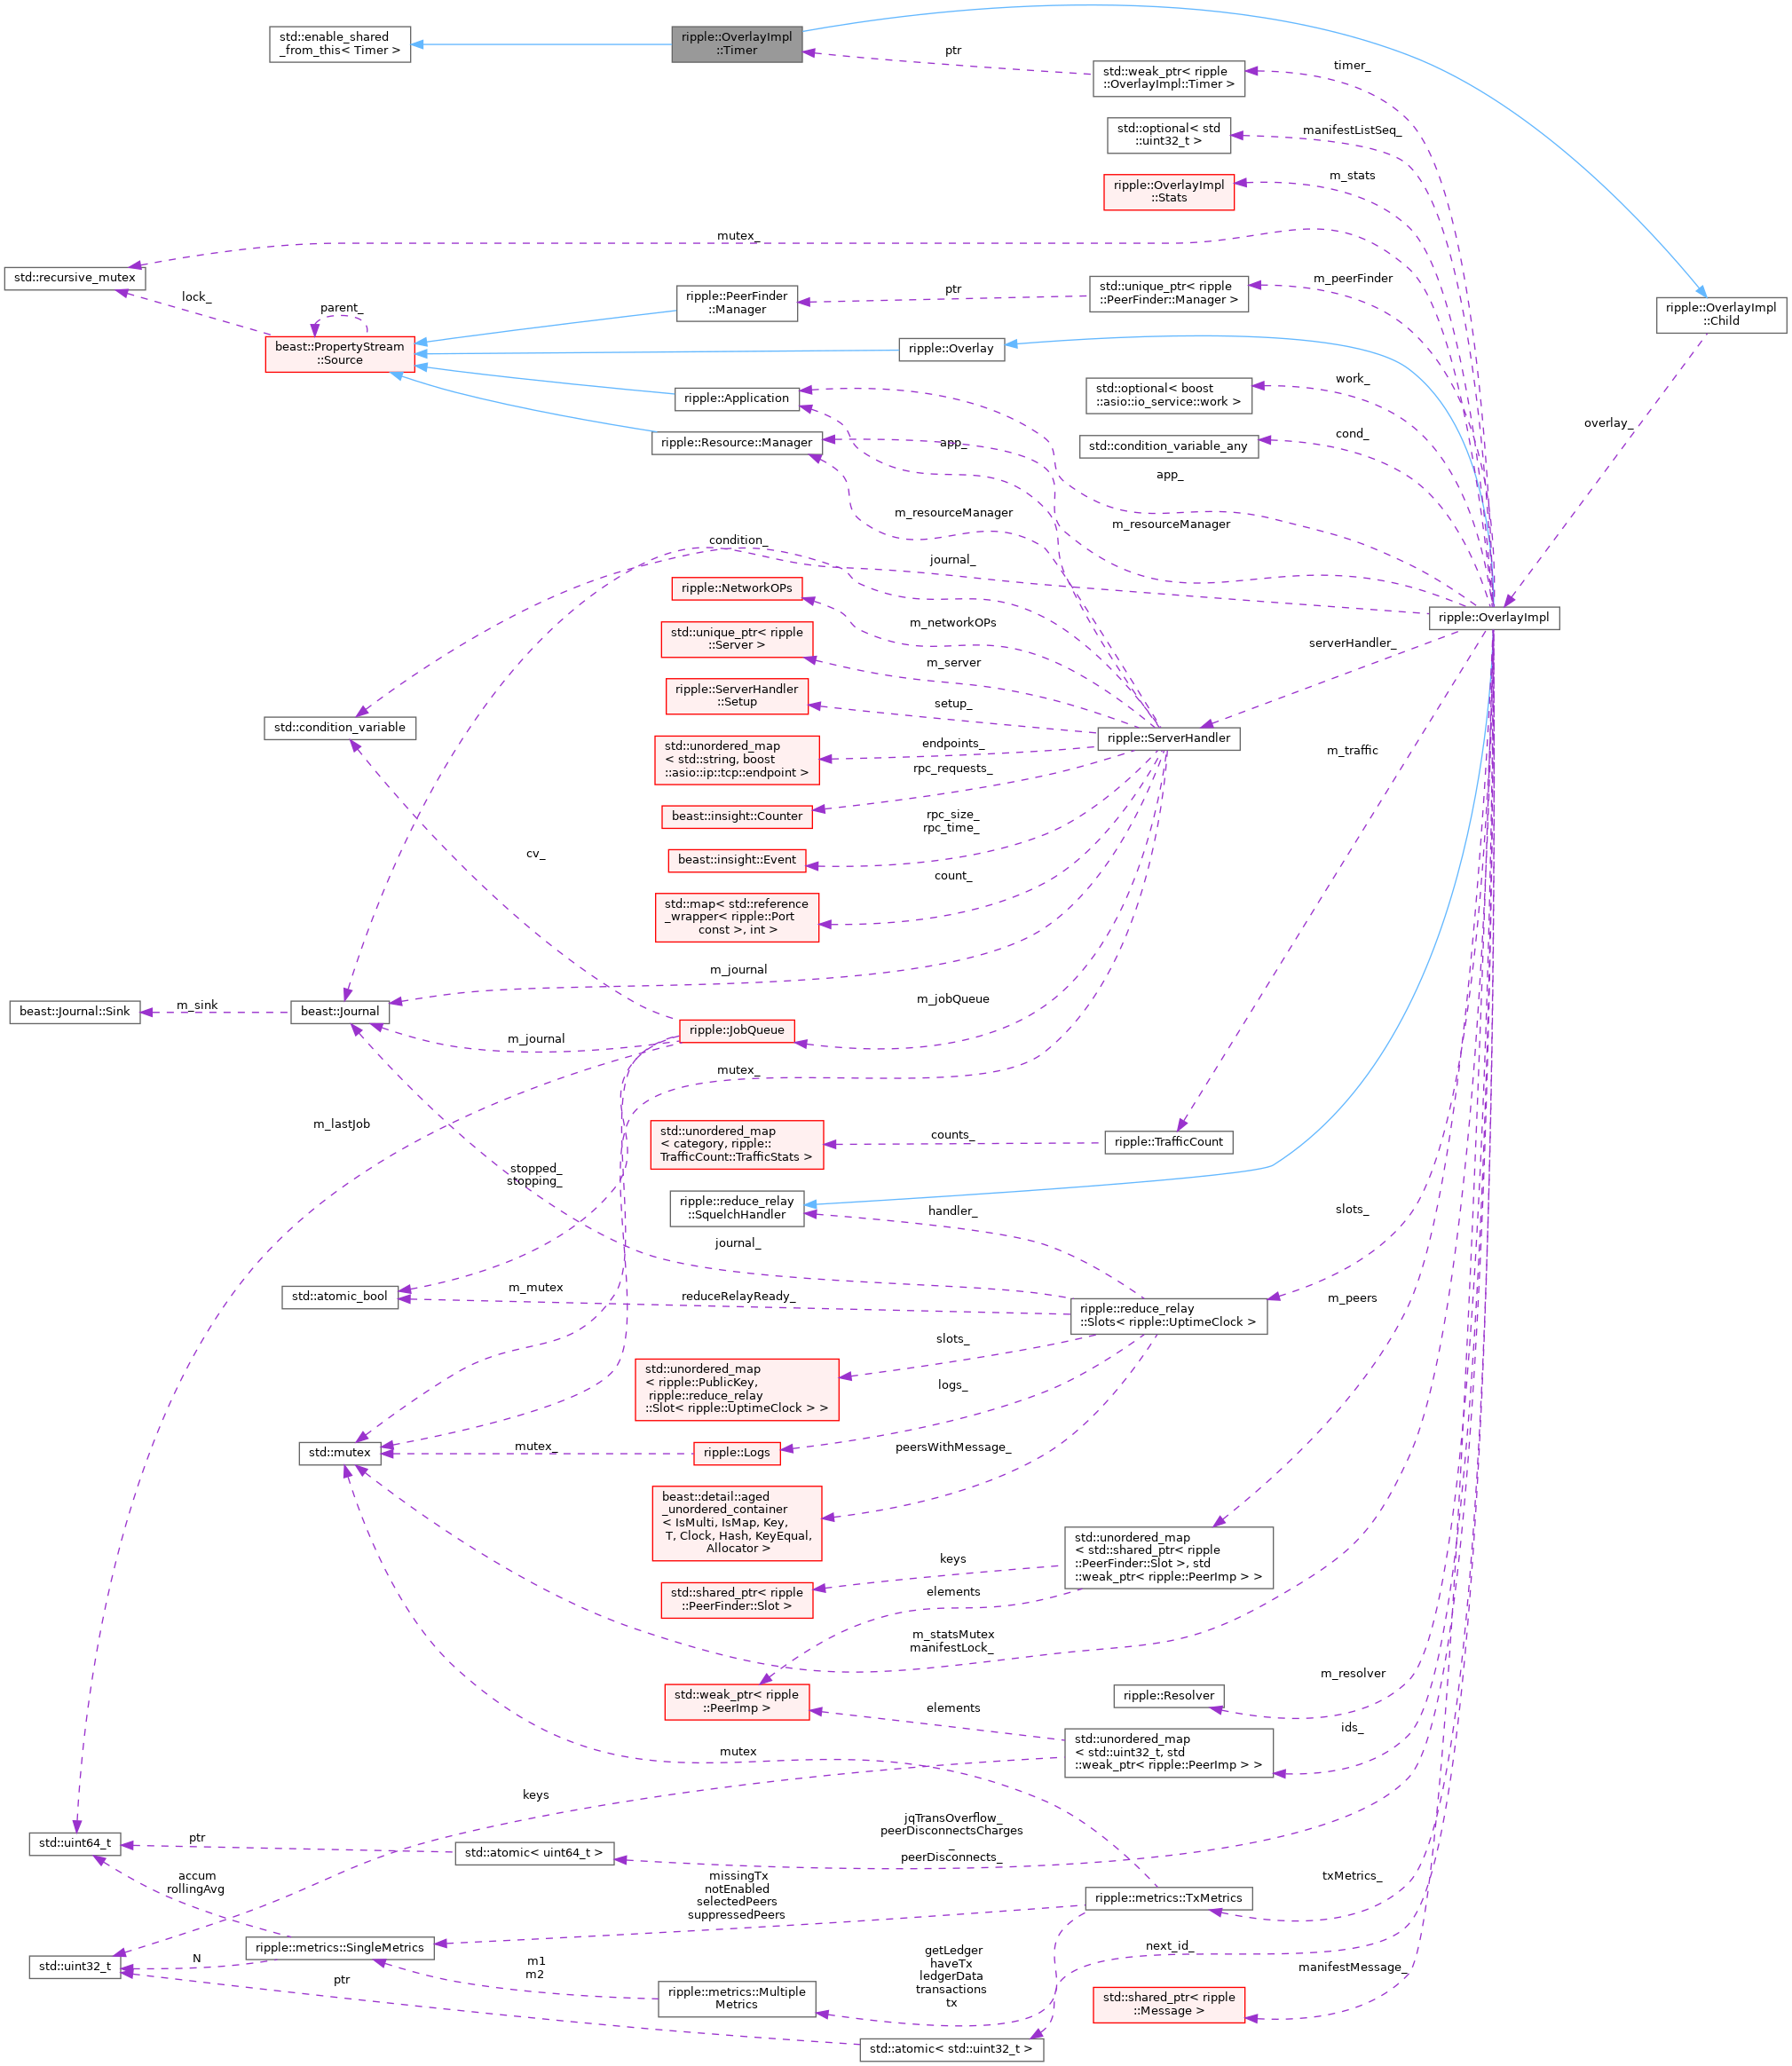 std::enable_shared
_from_this< Timer >
ripple::OverlayImpl
::Timer
ptr
std::weak_ptr< ripple
::OverlayImpl::Timer >
timer_
std::optional< std
::uint32_t >
manifestListSeq_
ripple::OverlayImpl
::Stats
m_stats
mutex_
std::recursive_mutex
lock_
parent_
beast::PropertyStream
::Source
ripple::PeerFinder
::Manager
ptr
std::unique_ptr< ripple
::PeerFinder::Manager >
m_peerFinder
ripple::OverlayImpl
::Child
ripple::Overlay
ripple::Application
std::optional< boost
::asio::io_service::work >
work_
overlay_
ripple::Resource::Manager
app_
std::condition_variable_any
cond_
app_
m_resourceManager
m_resourceManager
condition_
journal_
ripple::NetworkOPs
m_networkOPs
ripple::OverlayImpl
std::unique_ptr< ripple
::Server >
m_server
serverHandler_
ripple::ServerHandler
::Setup
setup_
std::condition_variable
ripple::ServerHandler
std::unordered_map
< std::string, boost
::asio::ip::tcp::endpoint >
endpoints_
rpc_requests_
m_traffic
beast::insight::Counter
rpc_size_
rpc_time_
cv_
beast::insight::Event
count_
std::map< std::reference
_wrapper< ripple::Port
const >, int >
m_journal
beast::Journal::Sink
m_sink
beast::Journal
m_jobQueue
ripple::JobQueue
m_journal
mutex_
m_lastJob
std::unordered_map
< category, ripple::
TrafficCount::TrafficStats >
counts_
ripple::TrafficCount
stopped_
stopping_
ripple::reduce_relay
::SquelchHandler
handler_
slots_
journal_
std::atomic_bool
m_mutex
reduceRelayReady_
ripple::reduce_relay
::Slots< ripple::UptimeClock >
m_peers
slots_
std::unordered_map
< ripple::PublicKey,
ripple::reduce_relay
::Slot< ripple::UptimeClock > >
logs_
std::mutex
mutex_
ripple::Logs
peersWithMessage_
beast::detail::aged
_unordered_container
< IsMulti, IsMap, Key,
T, Clock, Hash, KeyEqual,
Allocator >
std::unordered_map
< std::shared_ptr< ripple
::PeerFinder::Slot >, std
::weak_ptr< ripple::PeerImp > >
keys
std::shared_ptr< ripple
::PeerFinder::Slot >
elements
m_statsMutex
manifestLock_
m_resolver
std::weak_ptr< ripple
::PeerImp >
ripple::Resolver
elements
std::unordered_map
< std::uint32_t, std
::weak_ptr< ripple::PeerImp > >
ids_
mutex
keys
std::uint64_t
ptr
std::atomic< uint64_t >
jqTransOverflow_
peerDisconnectsCharges
_
peerDisconnects_
accum
rollingAvg
missingTx
notEnabled
selectedPeers
suppressedPeers
ripple::metrics::TxMetrics
txMetrics_
ripple::metrics::SingleMetrics
N
std::uint32_t
next_id_
ptr
m1
m2
getLedger
haveTx
ledgerData
transactions
tx
manifestMessage_
ripple::metrics::Multiple
Metrics
std::shared_ptr< ripple
::Message >
std::atomic< std::uint32_t >